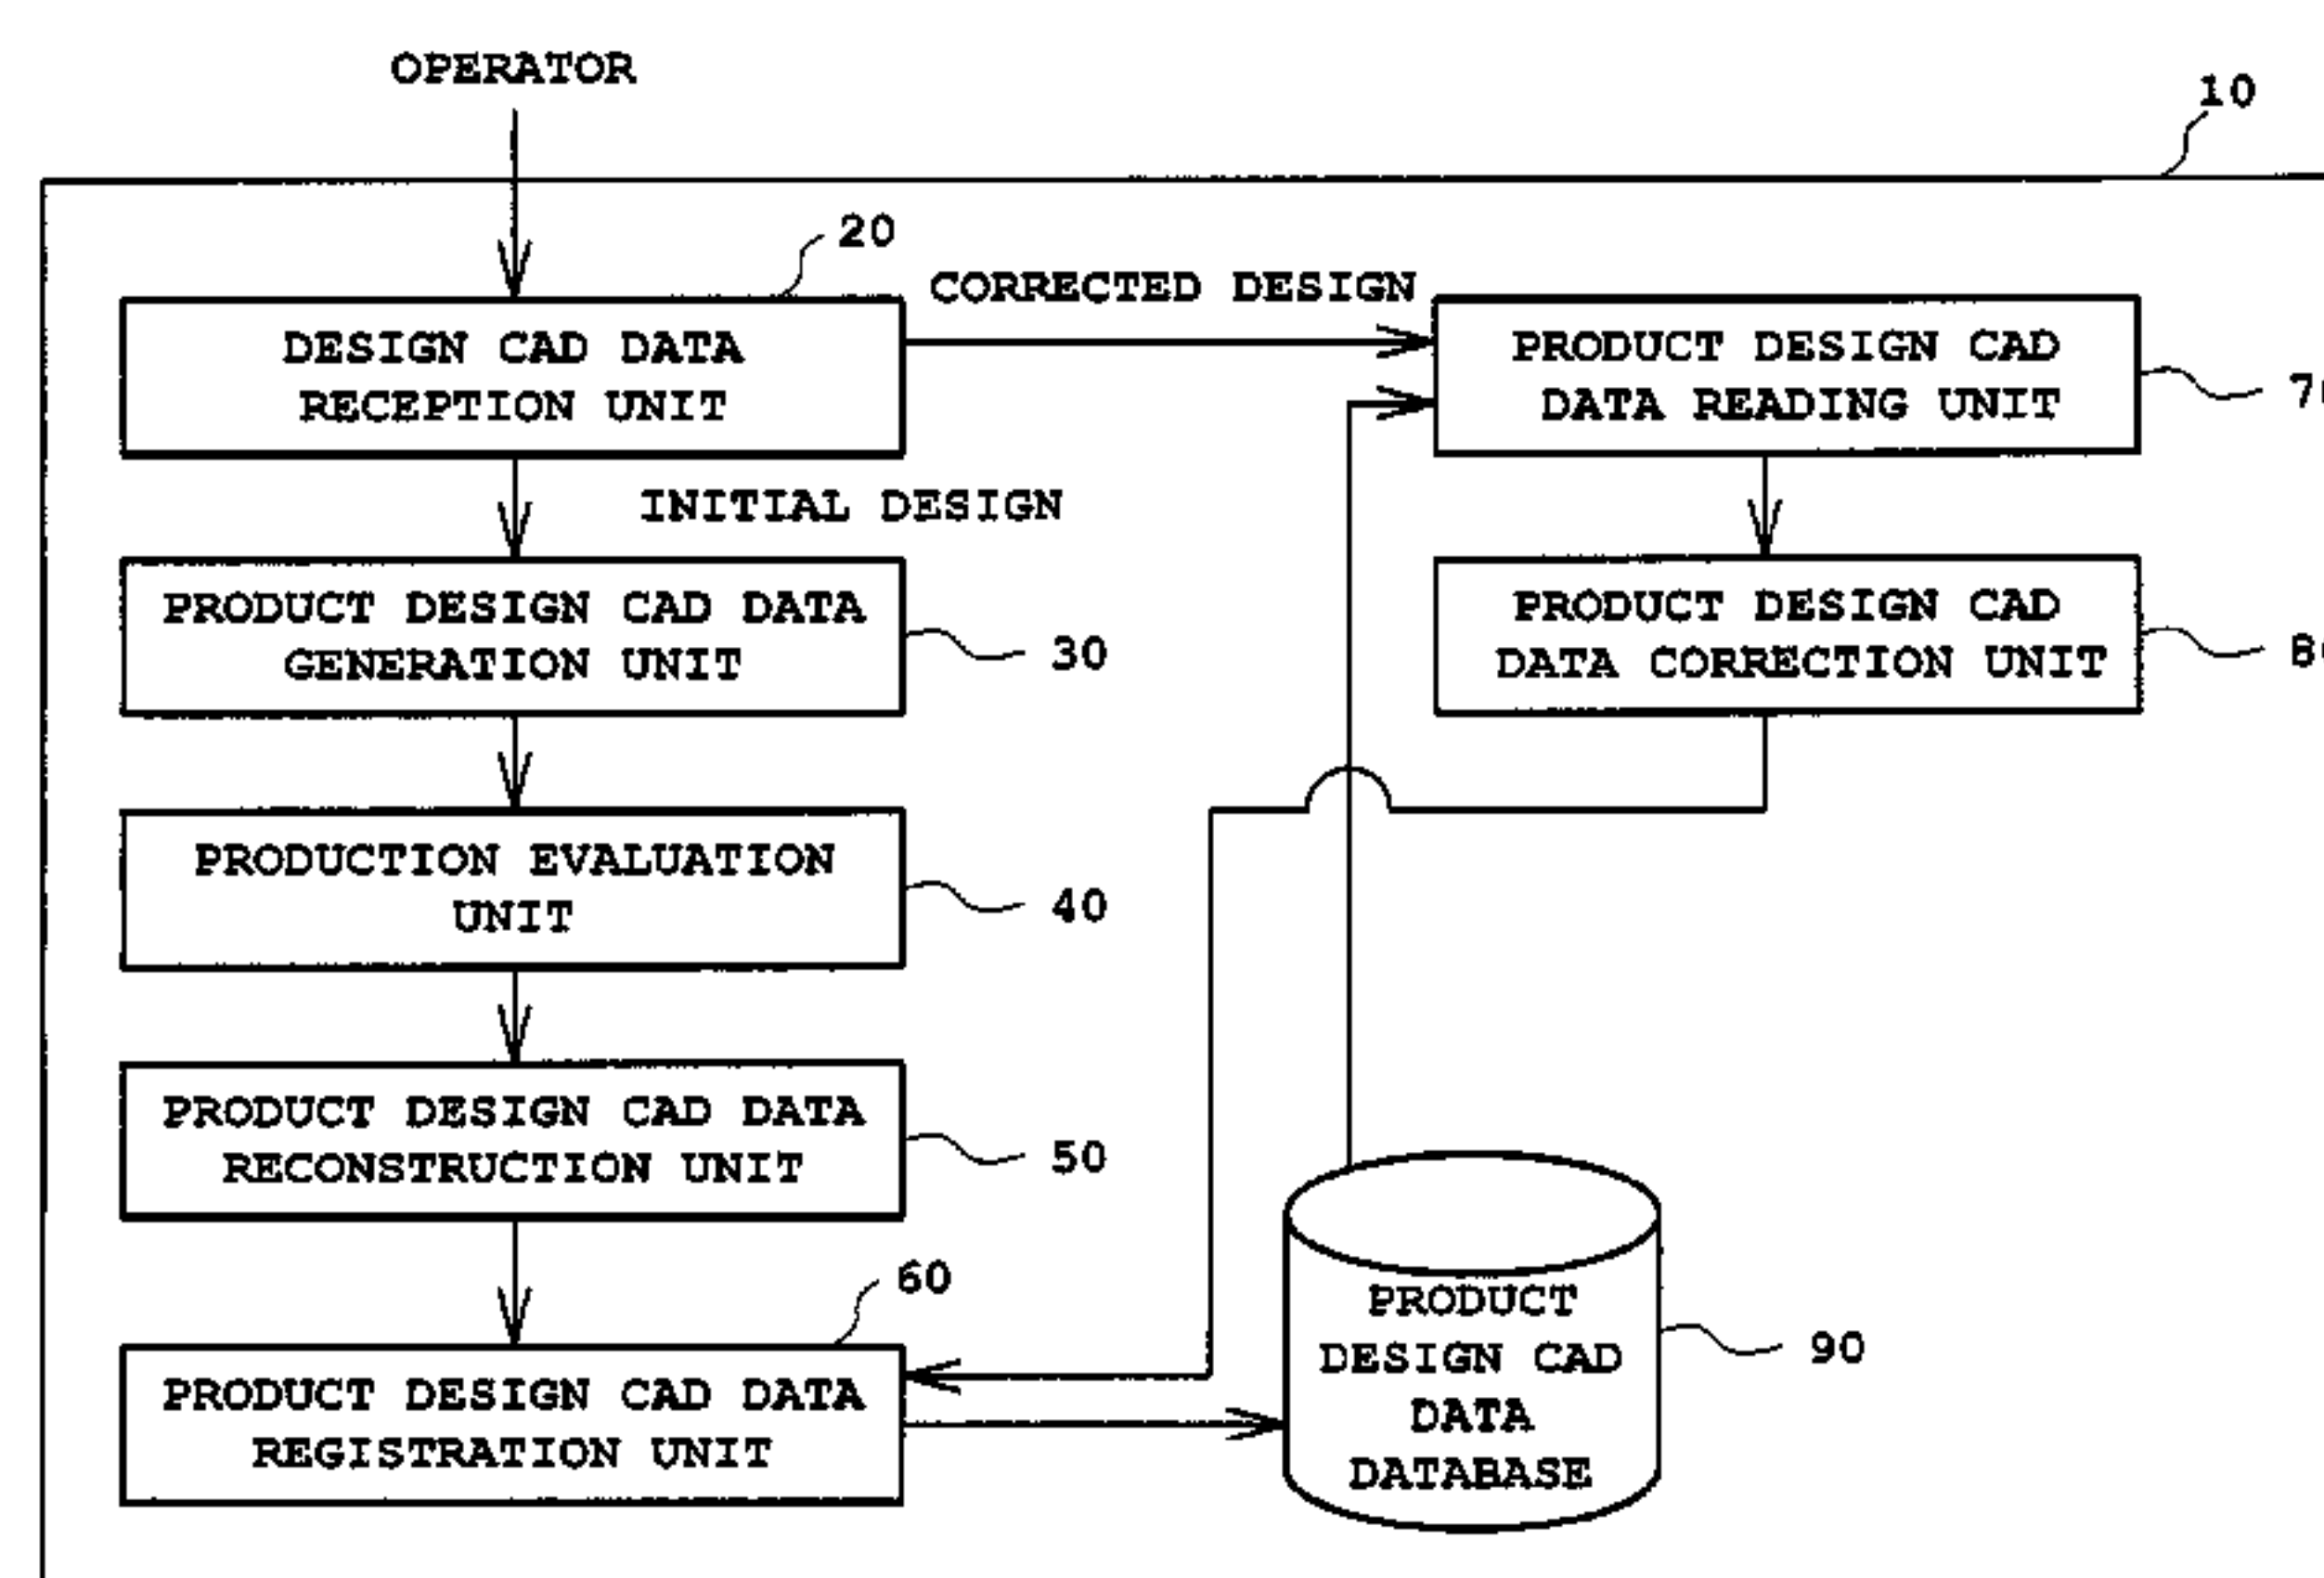 OPERATOR
10
20
CORRECTED DESIGN
DESIGN CAD DATA
RECEPTION UNIT
PRODUCT DESIGN CAD
DATA READING UNIT
INITIAL DESIGN
PRODUCT DESIGN CAD DATA
GENERATION UNIT
30
PRODUCT DESIGN CAD
DATA CORRECTION UNIT
PRODUCTION EVALUATION
UNIT
40
PRODUCT DESIGN CAD DATA
RECONSTRUCTION UNIT
50
60
PRODUCT DESIGN CAD DATA
REGISTRATION UNIT
PRODUCT
DESIGN CAD
DATA
DATABASE
90